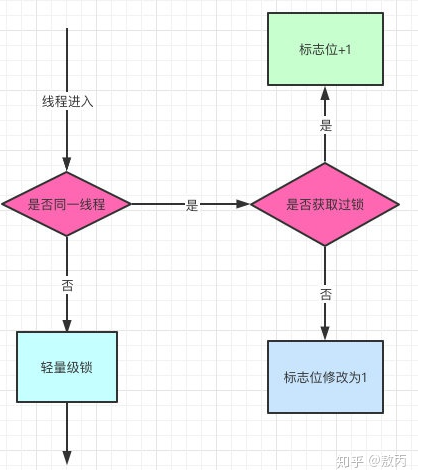 标志位+1
线程进入
是
是否同一线程
是
是否获取过锁
否
否
轻量级锁
标志位修改为1
知乎 @敖丙